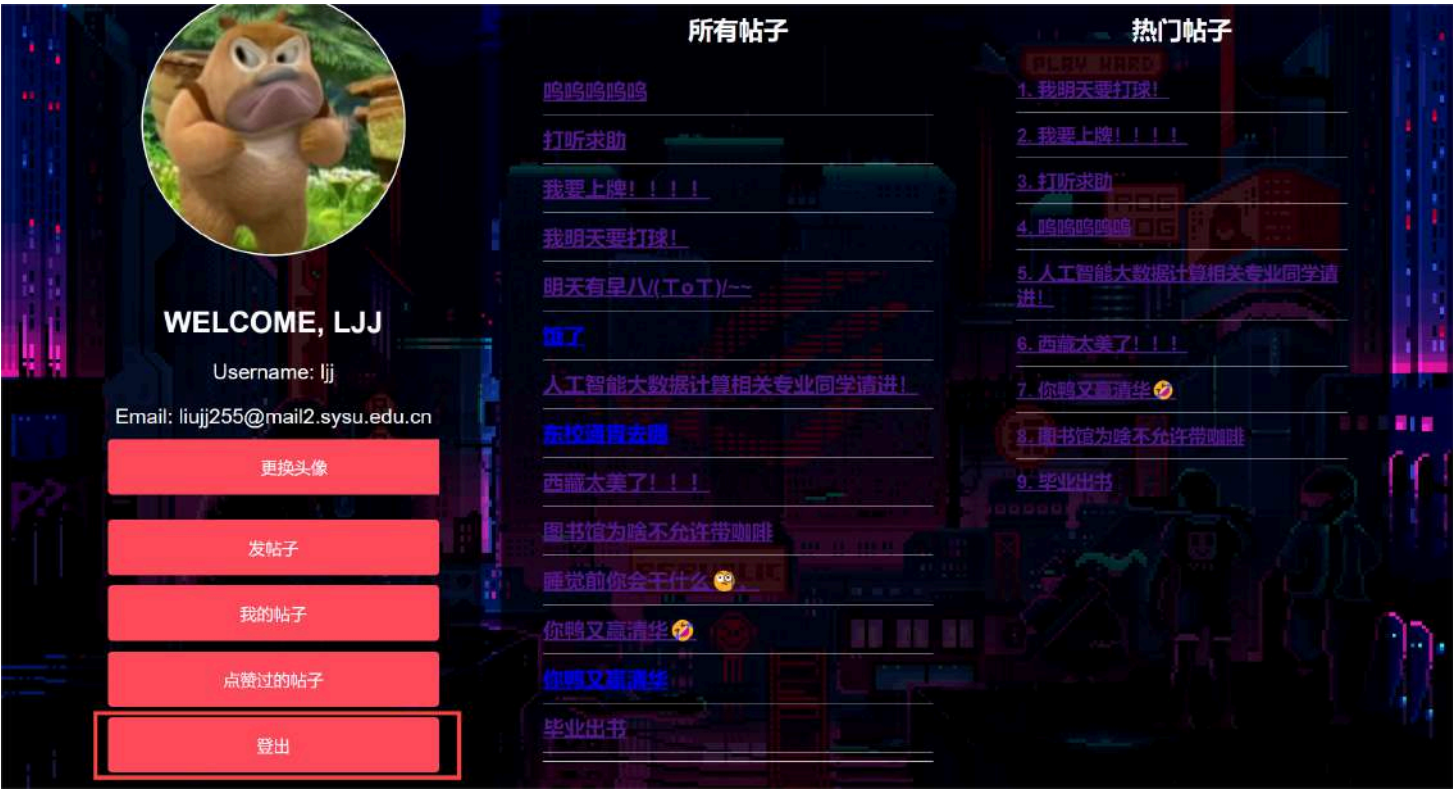 WELCOME, LJJ
Username: ljj
Email: liujj255@mail2.sysu.edu.cn
更换头像
发帖子
我的帖子
点赞过的帖子
登出
所有帖子
呜呜呜呜呜
打听求助
我要上牌！！！！
我明天要打球！
明天有早八/(ㄒoㄒ)/~~
饿了
人工智能大数据计算相关专业同学请进！
东校道宵去哪
西藏太美了！！！
图书馆为啥不允许带咖啡
睡觉前你会干什么🧐．
你鸭又赢清华🤣
你鸭又赢清华
毕业出书
热门帖子
PLAY HARD
1. 我明天要打球！
2. 我要上牌！！！！
3. 打听求助
4. 呜呜呜呜呜
5. 人工智能大数据计算相关专业同学请
进！
6. 西藏太美了！！！
7. 你鸭又赢清华🤣
8. 图书馆为啥不允许带咖啡
9. 毕业出书
REPUBLIC